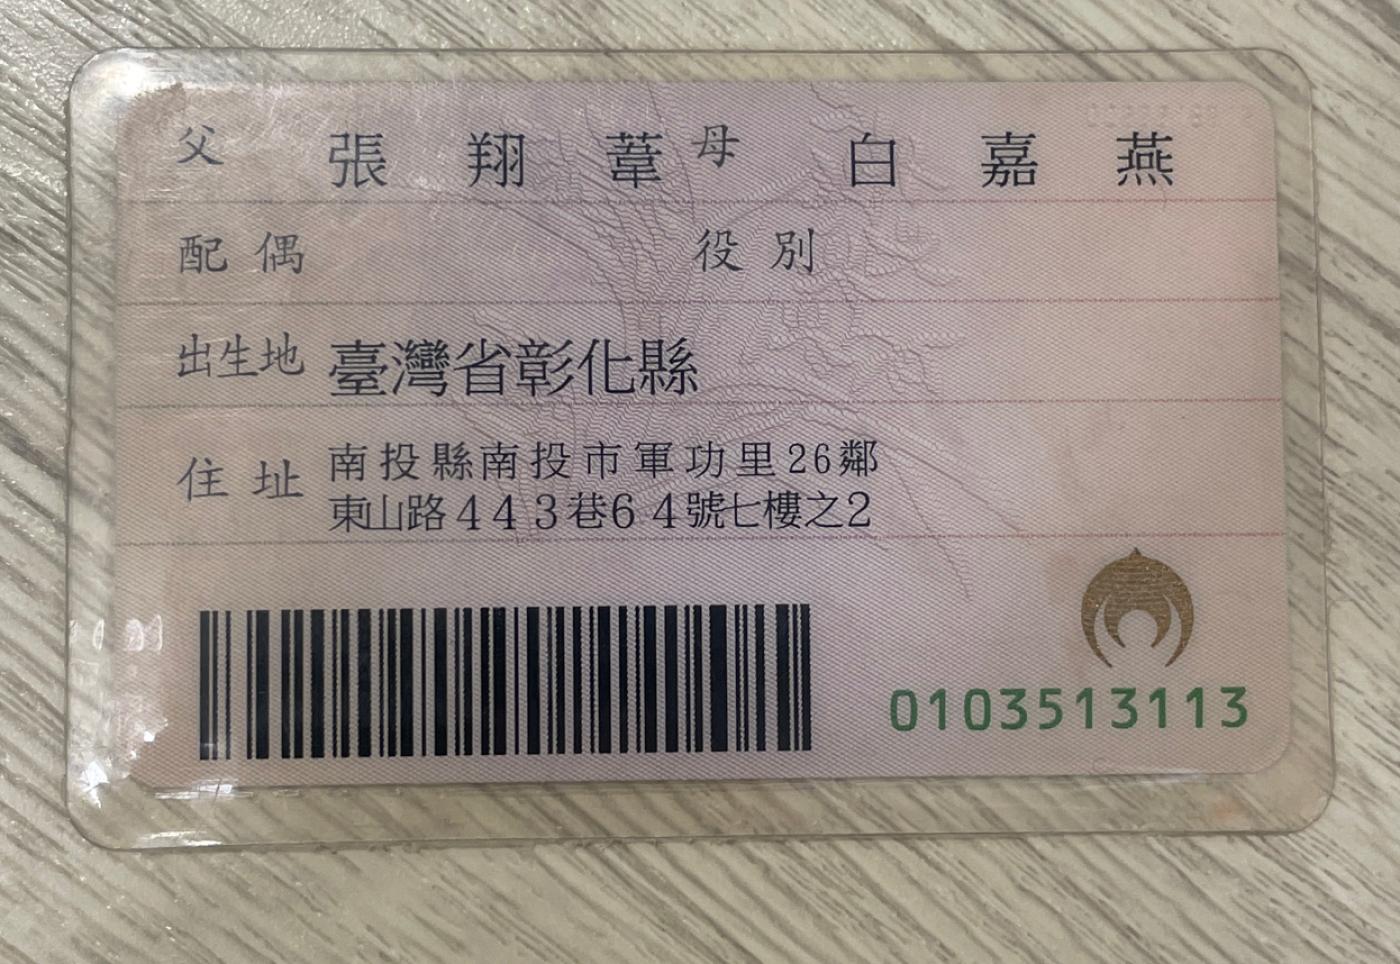 父 張翔葦 母 白嘉燕
配偶 役別
出生地 臺灣省彰化縣
住址 南投縣南投市軍功里26鄰
東山路443巷64號七樓之2
0103513113